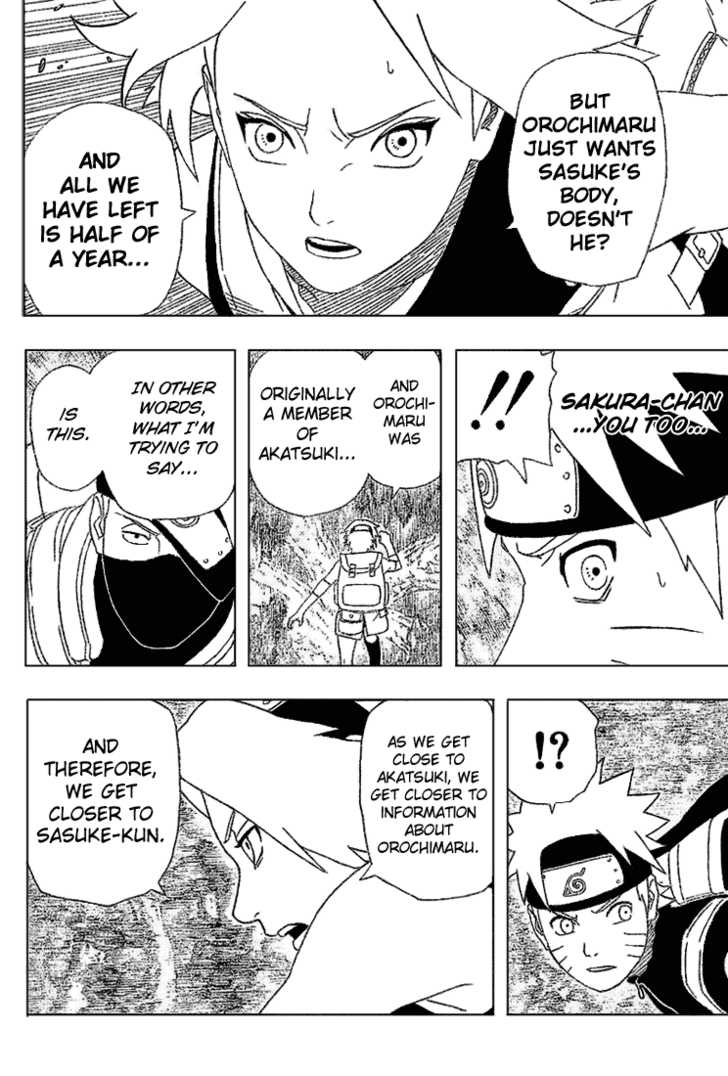 BUT
OROCHIMARU
JUST WANTS
SASUKE'S
BODY,
DOESN'T
HE?
AND
ALL WE
HAVE LEFT
IS HALF OF
A YEAR...
!!
SAKURA-CHAN
...YOU TOO...
AND
OROCHI-
MARU
WAS
ORIGINALLY
A MEMBER
OF
AKATSUKI...
IN OTHER
WORDS,
WHAT I'M
TRYING TO
SAY...
IS
THIS.
!?
AS WE GET
CLOSE TO
AKATSUKI, WE
GET CLOSER TO
INFORMATION
ABOUT
OROCHIMARU.
AND
THEREFORE,
WE GET
CLOSER TO
SASUKE-KUN.